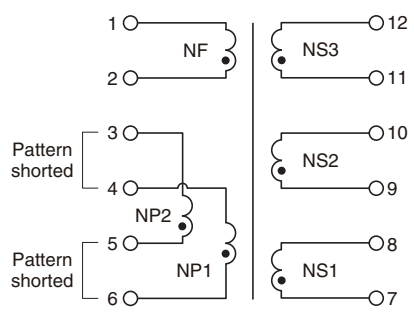 1
12
NF
NS3
2
11
3
10
Pattern
shorted
NS2
4
9
NP2
5
8
Pattern
shorted
NP1
NS1
6
7